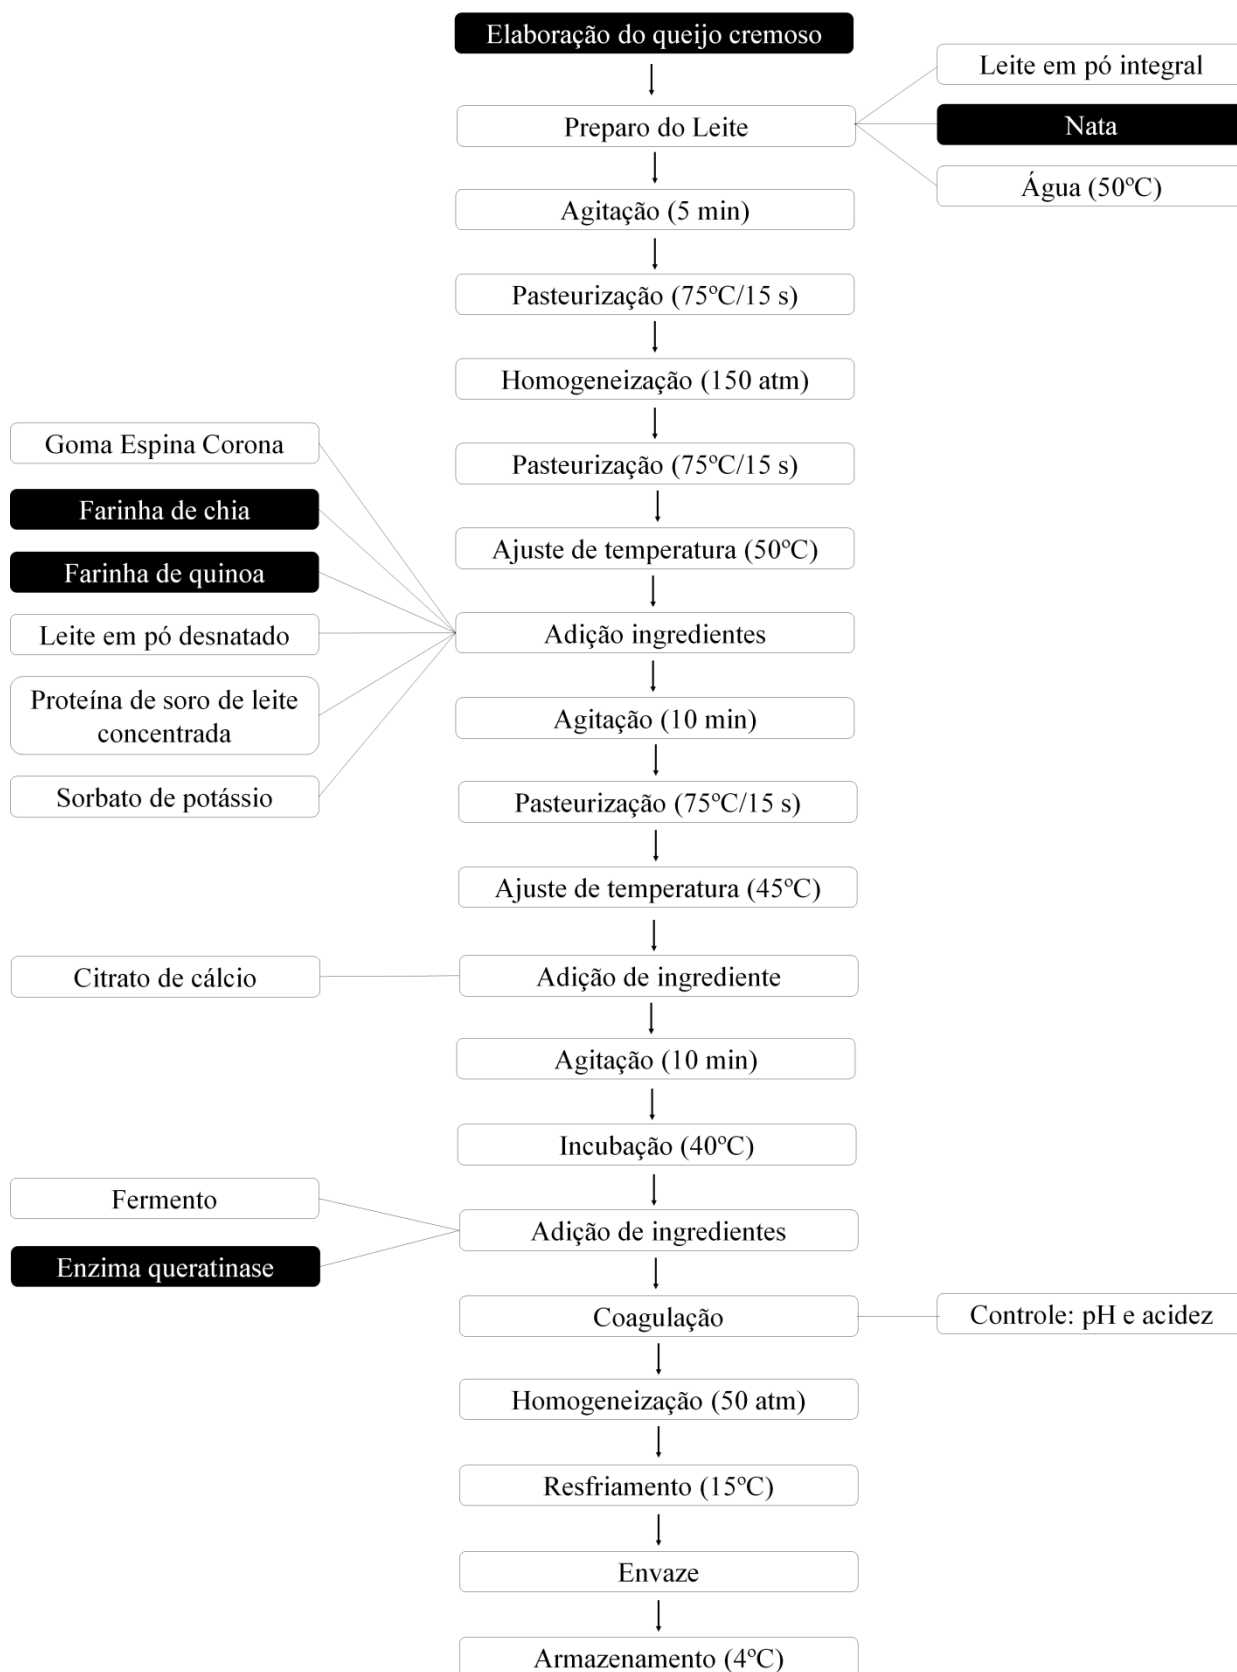 Elaboração do queijo cremoso
Leite em pó integral
Preparo do Leite
Nata
Água (50ºC)
Agitação (5 min)
Pasteurização (75ºC/15 s)
Homogeneização (150 atm)
Goma Espina Corona
Pasteurização (75ºC/15 s)
Farinha de chia
Ajuste de temperatura (50ºC)
Farinha de quinoa
Leite em pó desnatado
Adição ingredientes
Proteína de soro de leite
concentrada
Agitação (10 min)
Sorbato de potássio
Pasteurização (75ºC/15 s)
Ajuste de temperatura (45ºC)
Citrato de cálcio
Adição de ingrediente
Agitação (10 min)
Incubação (40ºC)
Fermento
Adição de ingredientes
Enzima queratinase
Coagulação
Controle: pH e acidez
Homogeneização (50 atm)
Resfriamento (15ºC)
Envaze
Armazenamento (4ºC)